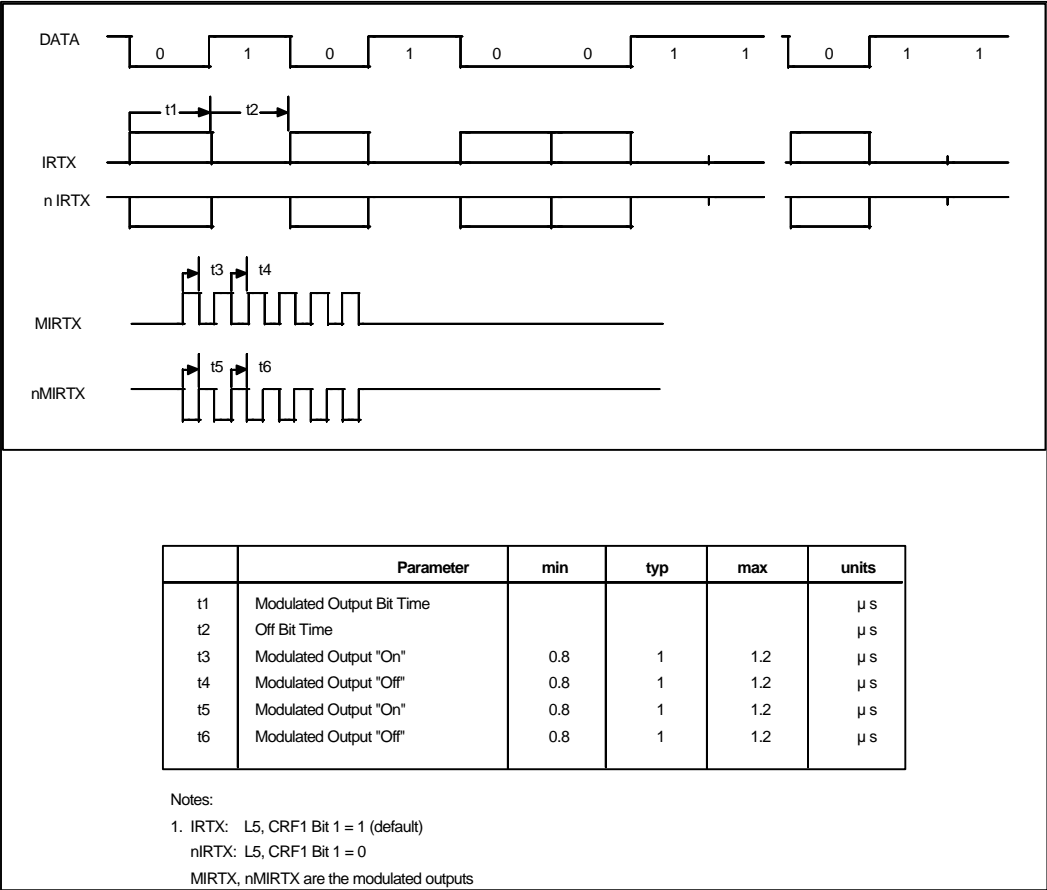 DATA 0 1 0 1 0 0 1 1 0 1 1
t1 t2
IRTX
n IRTX
t3 t4
MIRTX
t5 t6
nMIRTX
Parameter min typ max units
t1 Modulated Output Bit Time µ s
t2 Off Bit Time µ s
t3 Modulated Output "On" 0.8 1 1.2 µ s
t4 Modulated Output "Off" 0.8 1 1.2 µ s
t5 Modulated Output "On" 0.8 1 1.2 µ s
t6 Modulated Output "Off" 0.8 1 1.2 µ s
Notes:
1. IRTX: L5, CRF1 Bit 1 = 1 (default)
nIRTX: L5, CRF1 Bit 1 = 0
MIRTX, nMIRTX are the modulated outputs